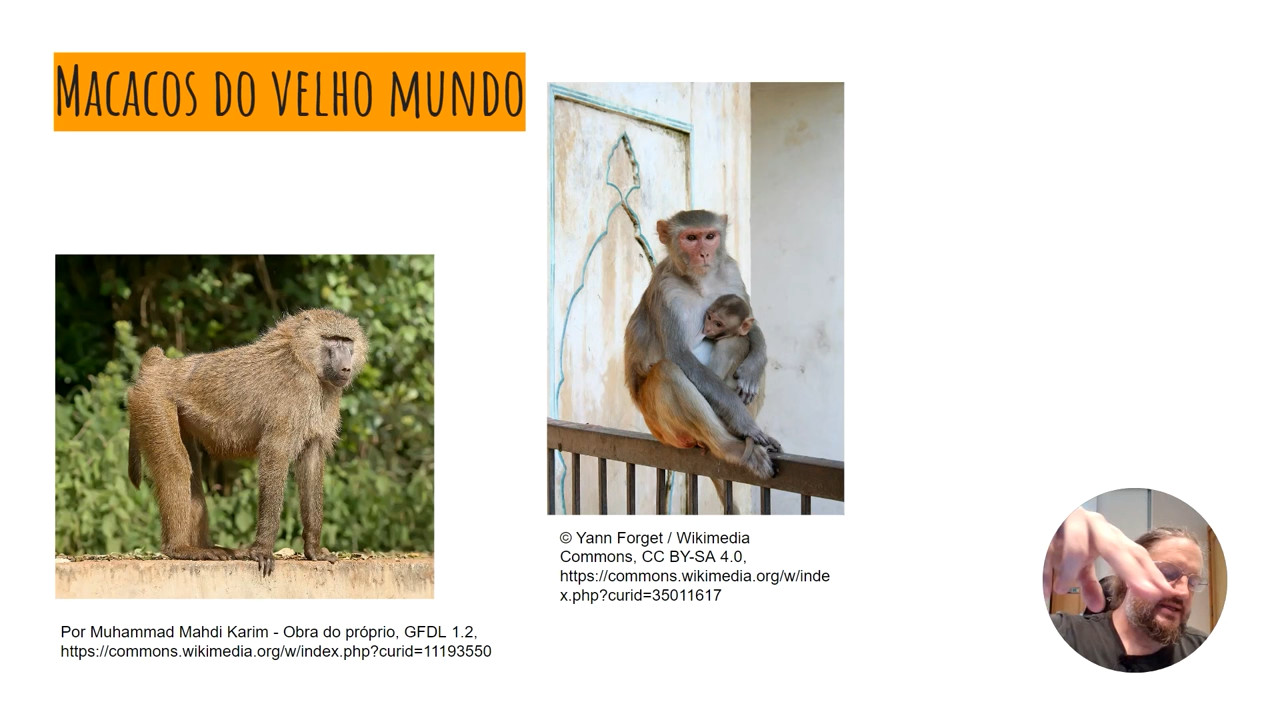 Macacos do velho mundo
© Yann Forget / Wikimedia
Commons, CC BY-SA 4.0,
https://commons.wikimedia.org/w/inde
x.php?curid=35011617
Por Muhammad Mahdi Karim - Obra do próprio, GFDL 1.2,
https://commons.wikimedia.org/w/index.php?curid=11193550